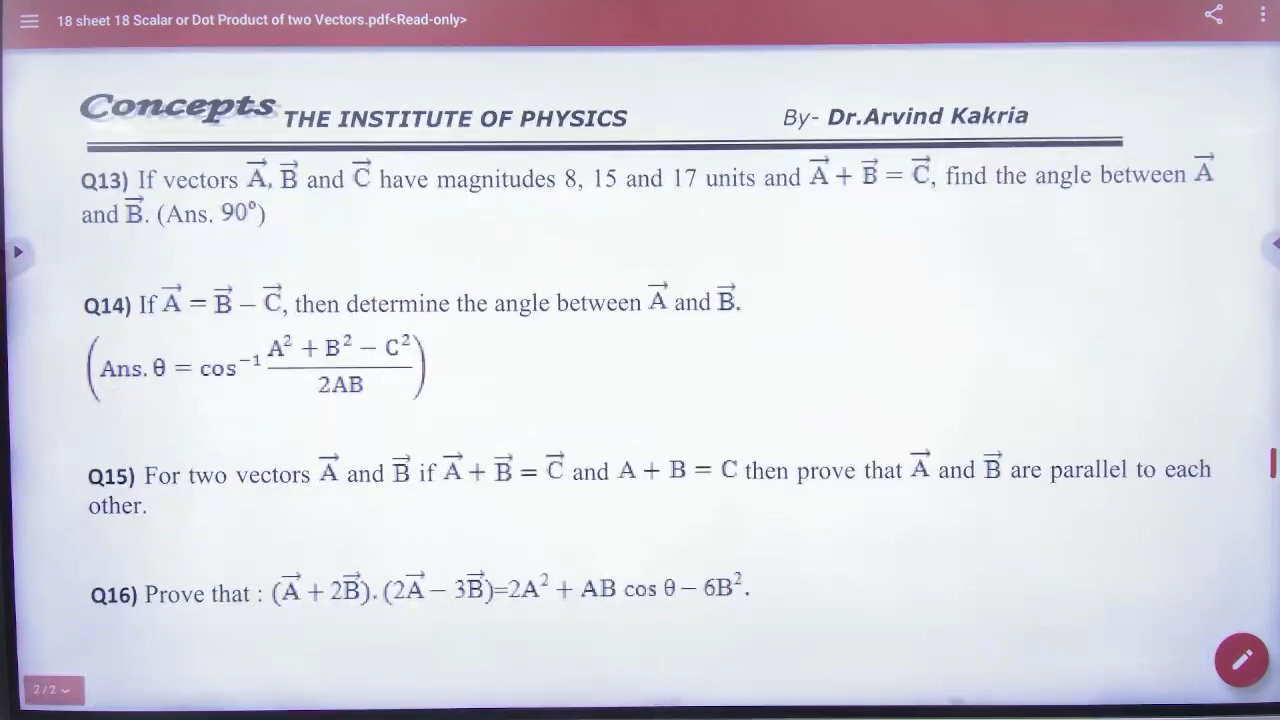 18 sheet 18 Scalar or Dot Product of two Vectors.pdf<Read-only>
Concepts THE INSTITUTE OF PHYSICS By- Dr.Arvind Kakria
Q13) If vectors A⃗, B⃗ and C⃗ have magnitudes 8, 15 and 17 units and A⃗ + B⃗ = C⃗, find the angle between A⃗
and B⃗. (Ans. 90°)
Q14) If A⃗ = B⃗ − C⃗, then determine the angle between A⃗ and B⃗.
(Ans. θ = cos⁻¹ (A² + B² − C²)/2AB)
Q15) For two vectors A⃗ and B⃗ if A⃗ + B⃗ = C⃗ and A + B = C then prove that A⃗ and B⃗ are parallel to each
other.
Q16) Prove that : (A⃗ + 2B⃗). (2A⃗ − 3B⃗)=2A² + AB cos θ − 6B².
2/2